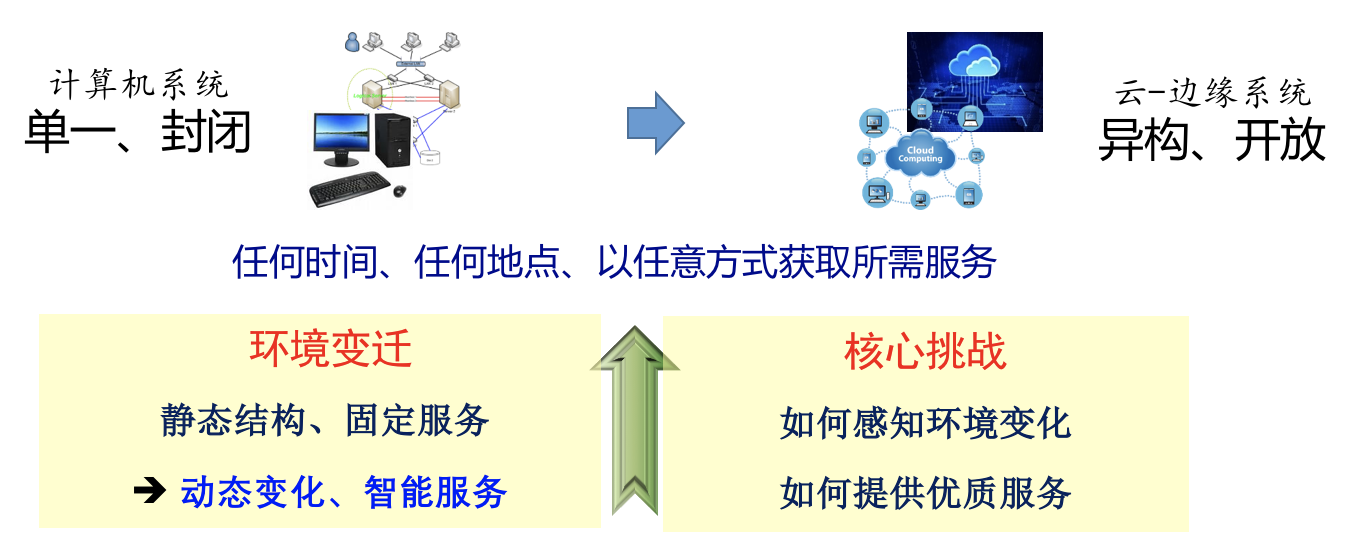 计算机系统
单一、封闭
云-边缘系统
异构、开放
Cloud
Computing
任何时间、任何地点、以任意方式获取所需服务
环境变迁
静态结构、固定服务
➔ 动态变化、智能服务
核心挑战
如何感知环境变化
如何提供优质服务